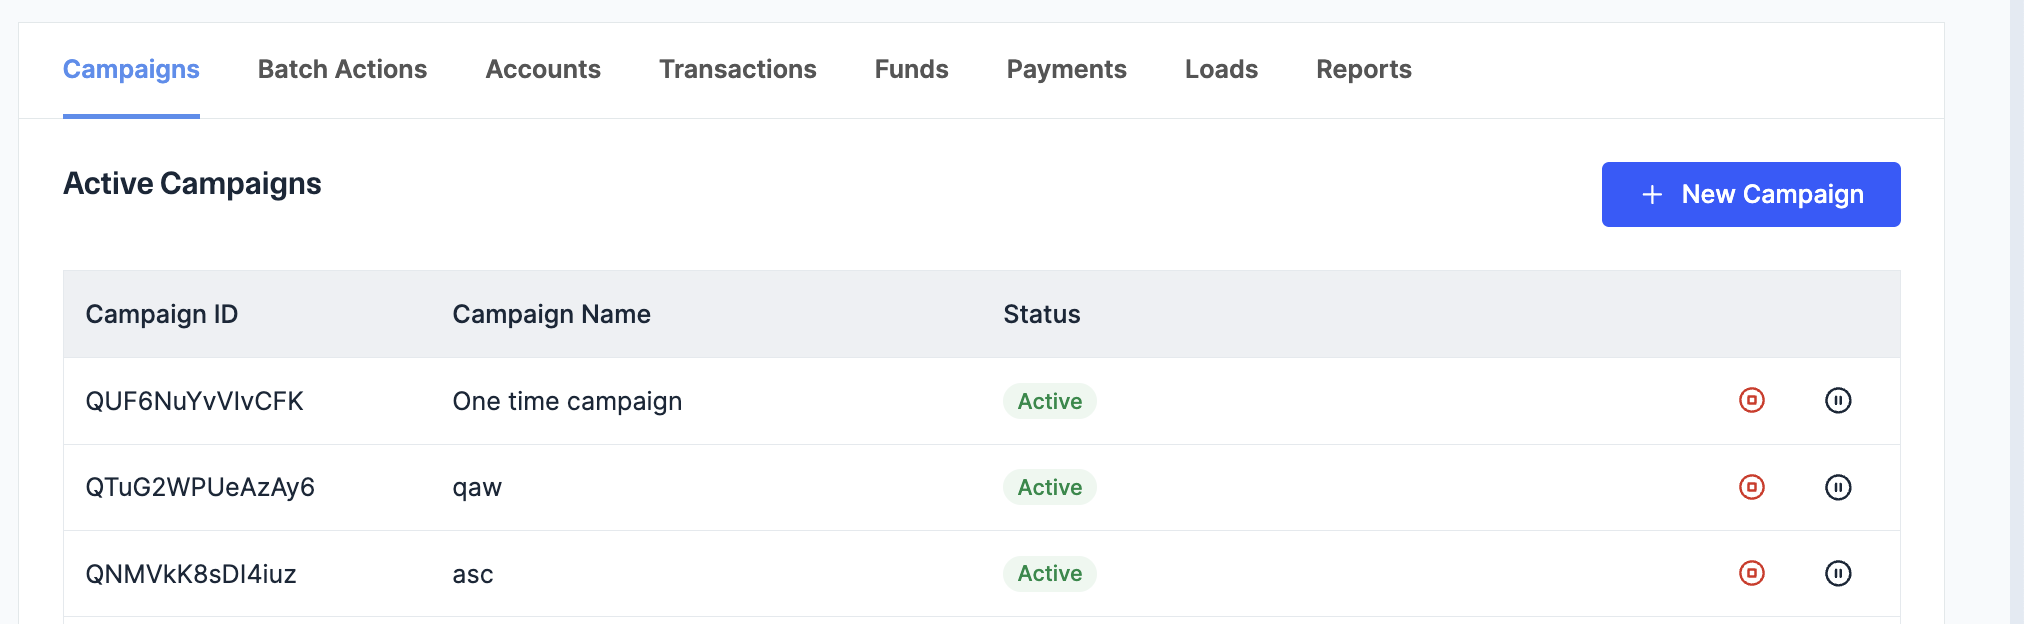 Campaigns Batch Actions Accounts Transactions Funds Payments Loads Reports
Active Campaigns
+ New Campaign
Campaign ID Campaign Name Status
QUF6NuYvVIvCFK One time campaign Active
QTuG2WPUeAzAy6 qaw Active
QNMVkK8sDI4iuz asc Active